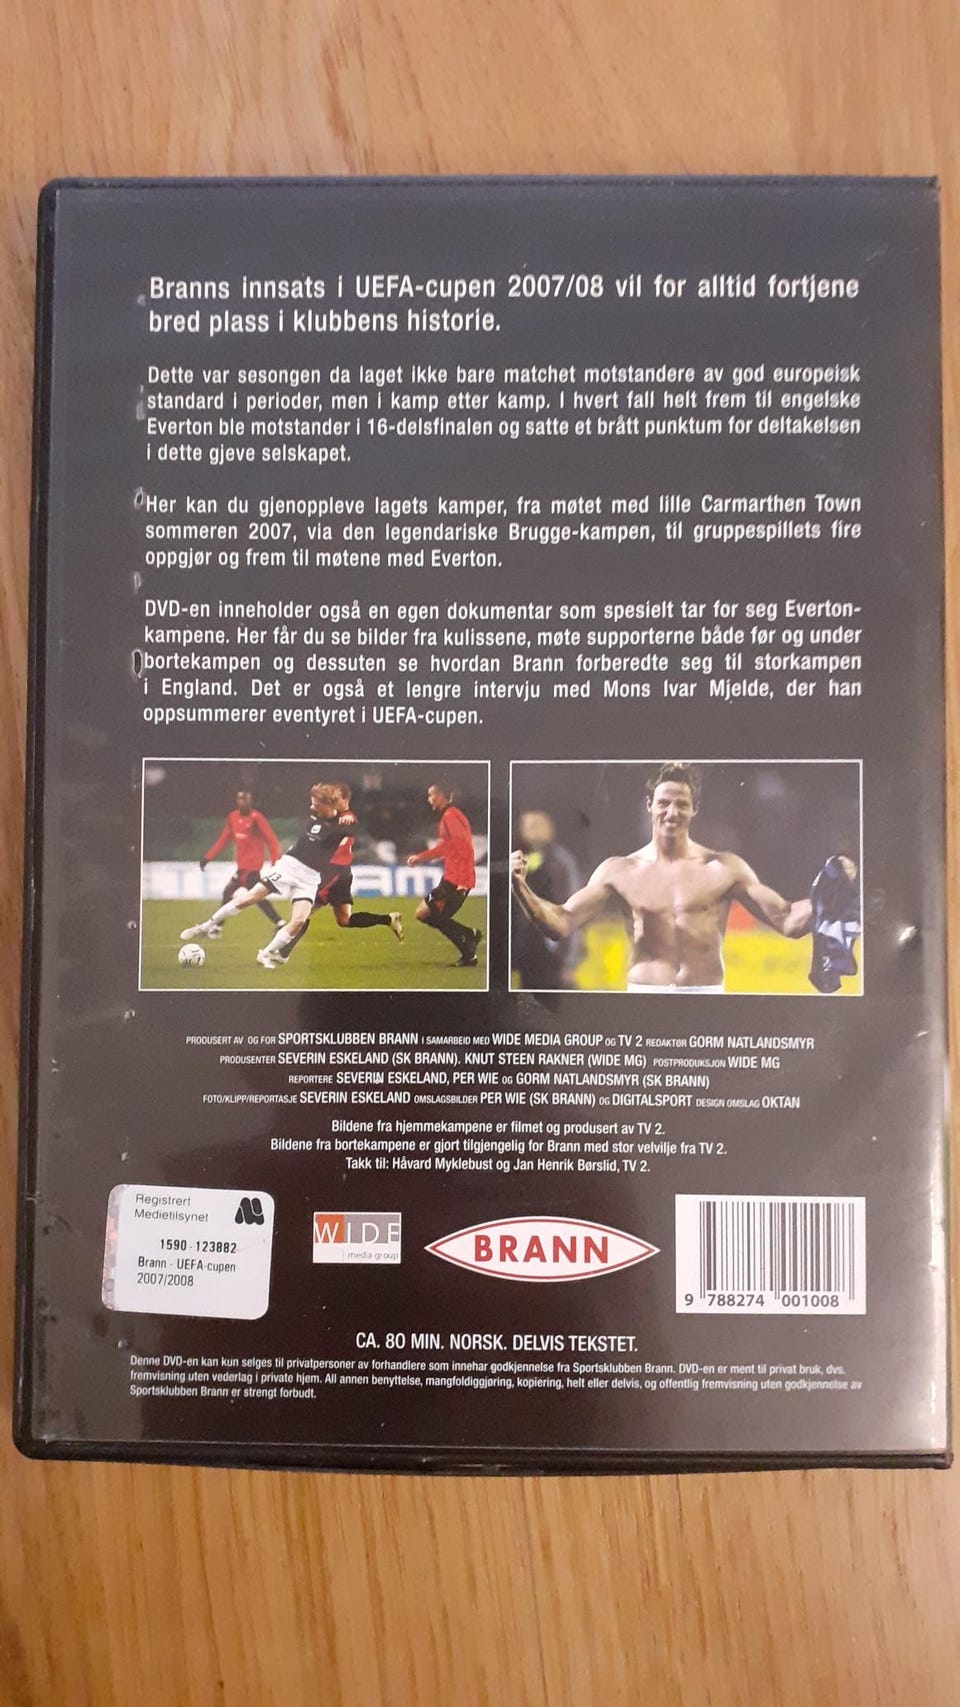 Branns innsats i UEFA-cupen 2007/08 vil for alltid fortjene
bred plass i klubbens historie.
Dette var sesongen da laget ikke bare matchet motstandere av god europeisk
standard i perioder, men i kamp etter kamp. I hvert fall helt frem til engelske
Everton ble motstander i 16-delsfinalen og satte et brått punktum for deltakelsen
i dette gjeve selskapet.
Her kan du gjenoppleve lagets kamper, fra møtet med lille Carmarthen Town
sommeren 2007, via den legendariske Brugge-kampen, til gruppespillets fire
oppgjør og frem til møtene med Everton.
DVD-en inneholder også en egen dokumentar som spesielt tar for seg Everton-
kampene. Her får du se bilder fra kulissene, møte supporterne både før og under
bortekampen og dessuten se hvordan Brann forberedte seg til storkampen
i England. Det er også et lengre intervju med Mons Ivar Mjelde, der han
oppsummerer eventyret i UEFA-cupen.
13
PRODUSERT AV OG FOR SPORTSKLUBBEN BRANN I SAMARBEID MED WIDE MEDIA GROUP OG TV 2 REDAKTØR GORM NATLANDSMYR
PRODUSENTER SEVERIN ESKELAND (SK BRANN). KNUT STEEN RAKNER (WIDE MG) POSTPRODUKSJON WIDE MG
REPORTERE SEVERIN ESKELAND, PER WIE OG GORM NATLANDSMYR (SK BRANN)
FOTO/KLIPP/REPORTASJE SEVERIN ESKELAND OMSLAGSBILDER PER WIE (SK BRANN) OG DIGITALSPORT DESIGN OMSLAG OKTAN
Bildene fra hjemmekampene er filmet og produsert av TV 2.
Bildene fra bortekampene er gjort tilgjengelig for Brann med stor velvilje fra TV 2.
Takk til: Håvard Myklebust og Jan Henrik Børslid, TV 2.
Registrert
Medietilsynet
1590-123882
Brann - UEFA-cupen
2007/2008
WIDE
media group
BRANN
9 788274 001008
CA. 80 MIN. NORSK. DELVIS TEKSTET.
Denne DVD-en kan kun selges til privatpersoner av forhandlere som innehar godkjennelse fra Sportsklubben Brann. DVD-en er ment til privat bruk, dvs.
fremvisning uten vederlag i private hjem. All annen benyttelse, mangfoldiggjøring, kopiering, helt eller delvis, og offentlig fremvisning uten godkjennelse av
Sportsklubben Brann er strengt forbudt.